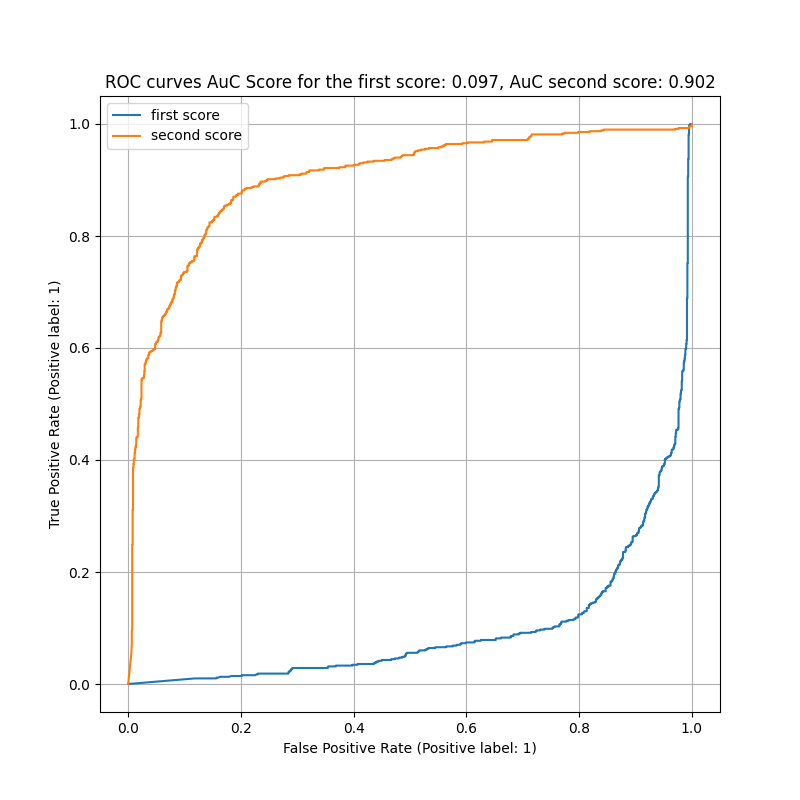 ROC curves AuC Score for the first score: 0.097, AuC second score: 0.902
first score
second score
1.0
0.8
0.6
0.4
0.2
0.0
True Positive Rate (Positive label: 1)
0.0 0.2 0.4 0.6 0.8 1.0
False Positive Rate (Positive label: 1)